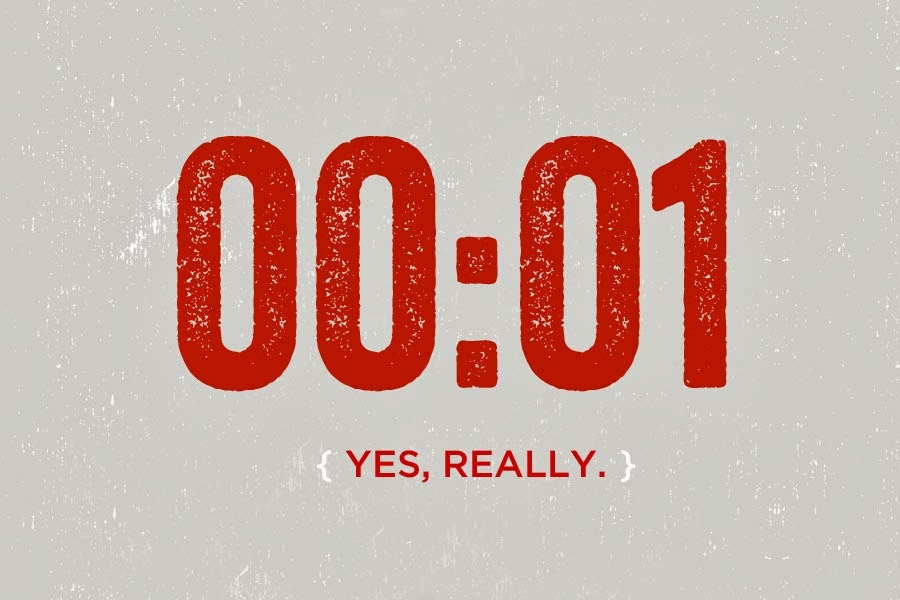 00:01
{ YES, REALLY. }